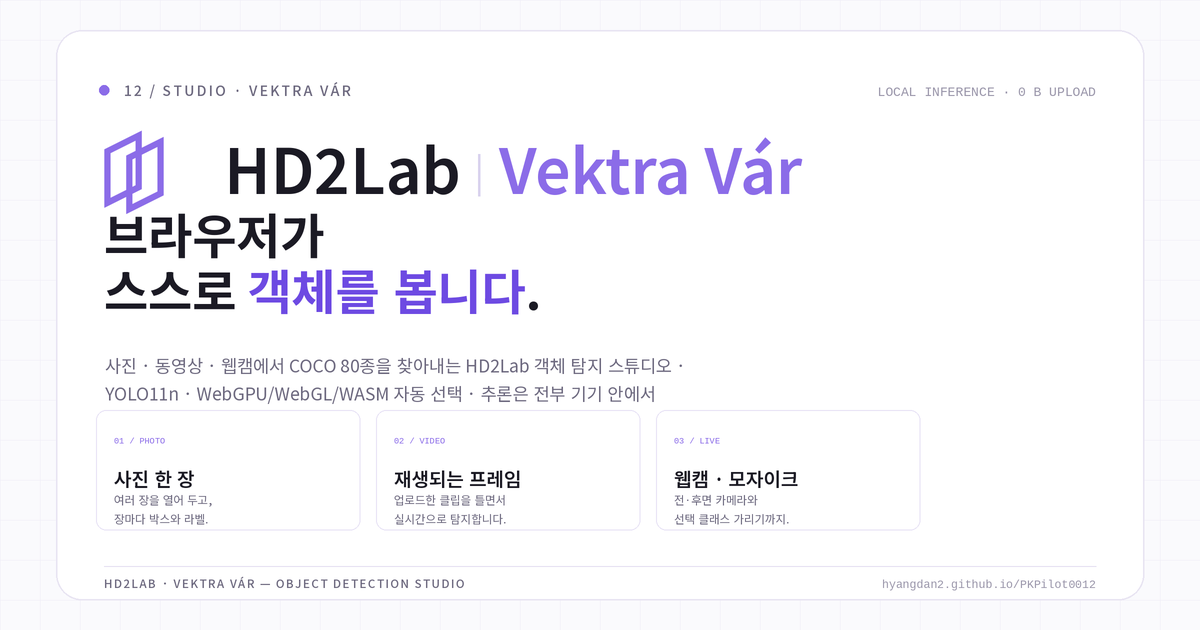 12 / STUDIO · VEKTRA VÁR
LOCAL INFERENCE · 0 B UPLOAD
HD2Lab | Vektra Vár
브라우저가
스스로 객체를 봅니다.
사진 · 동영상 · 웹캠에서 COCO 80종을 찾아내는 HD2Lab 객체 탐지 스튜디오 ·
YOLO11n · WebGPU/WebGL/WASM 자동 선택 · 추론은 전부 기기 안에서
01 / PHOTO
사진 한 장
여러 장을 열어 두고,
장마다 박스와 라벨.
02 / VIDEO
재생되는 프레임
업로드한 클립을 틀면서
실시간으로 탐지합니다.
03 / LIVE
웹캠 · 모자이크
전·후면 카메라와
선택 클래스 가리기까지.
HD2LAB · VEKTRA VÁR — OBJECT DETECTION STUDIO
hyangdan2.github.io/PKPilot0012